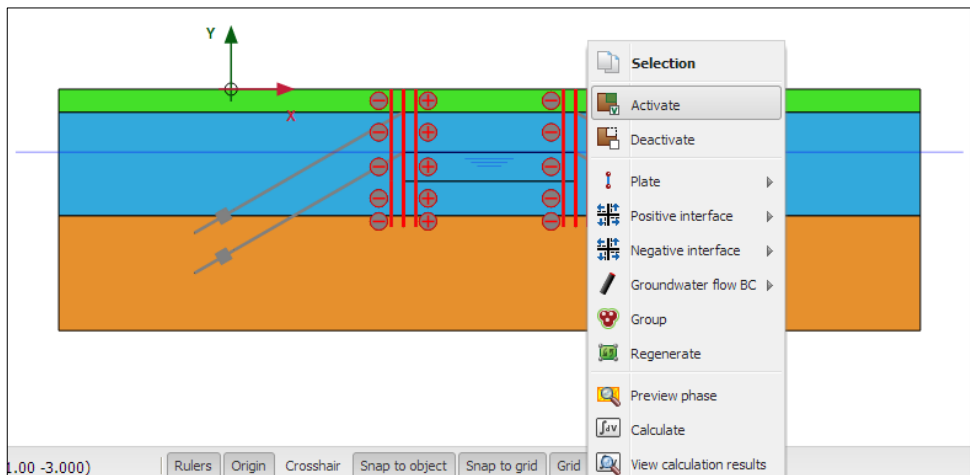 Y
X
Selection
Activate
Deactivate
Plate
Positive interface
Negative interface
Groundwater flow BC
Group
Regenerate
Preview phase
Calculate
View calculation results
1.00 -3.000)
Rulers Origin Crosshair Snap to object Snap to grid Grid